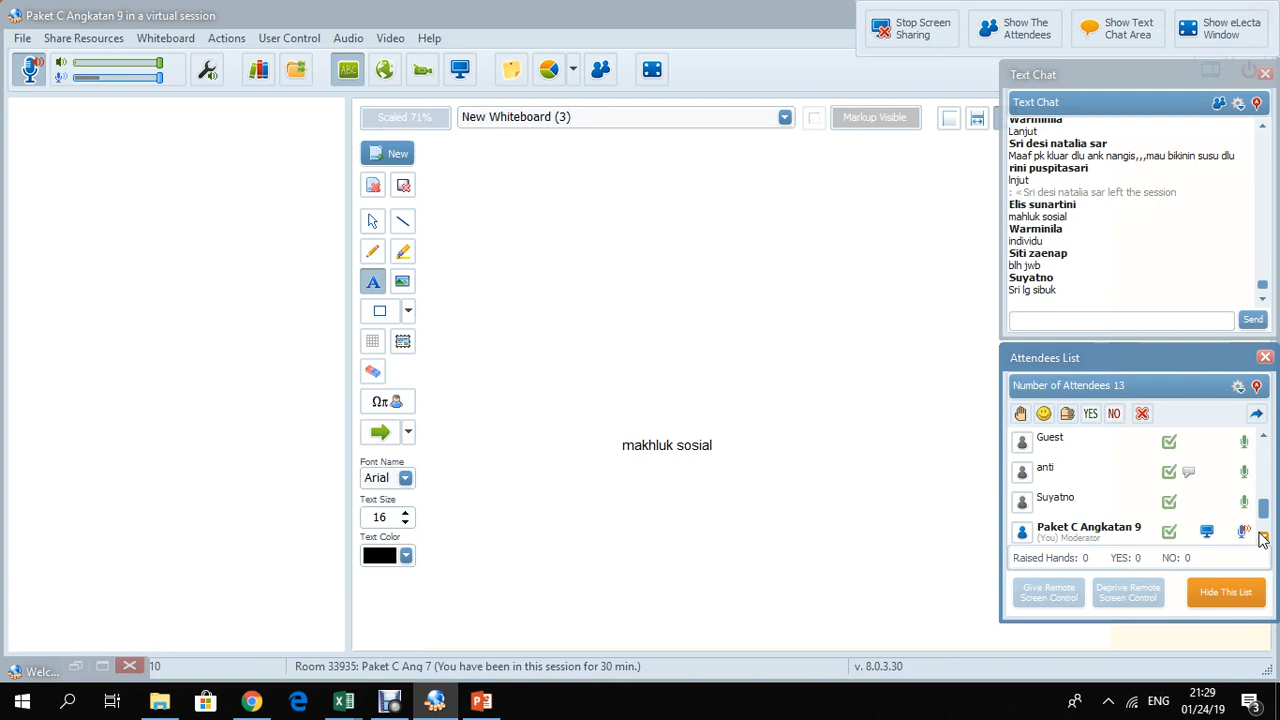 Paket C Angkatan 9 in a virtual session
File Share Resources Whiteboard Actions User Control Audio Video Help
Stop Screen Sharing
Show The Attendees
Show Text Chat Area
Show eLecta Window
Scaled 71%
New Whiteboard (3)
Markup Visible
New
ABC
A
Ωπ
Font Name
Arial
Text Size
16
Text Color
makhluk sosial
Text Chat
Text Chat
Warminila
Lanjut
Sri desi natalia sar
Maaf pk kluar dlu ank nangis,,,mau bikinin susu dlu
rini puspitasari
lnjut
: « Sri desi natalia sar left the session
Elis sunartini
mahluk sosial
Warminila
individu
Siti zaenap
blh jwb
Suyatno
Sri lg sibuk
Send
Attendees List
Number of Attendees 13
YES NO
Guest
anti
Suyatno
Paket C Angkatan 9
(You) Moderator
Raised Hands: 0 YES: 0 NO: 0
Give Remote Screen Control
Deprive Remote Screen Control
Hide This List
Welc...
10
Room 33935: Paket C Ang 7 (You have been in this session for 30 min.)
v. 8.0.3.30
ENG
21:29
01/24/19
3